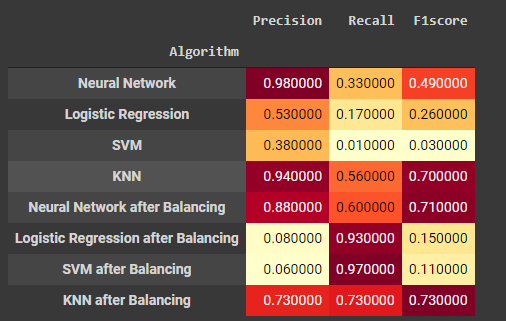 Precision Recall F1score
Algorithm
Neural Network 0.980000 0.330000 0.490000
Logistic Regression 0.530000 0.170000 0.260000
SVM 0.380000 0.010000 0.030000
KNN 0.940000 0.560000 0.700000
Neural Network after Balancing 0.880000 0.600000 0.710000
Logistic Regression after Balancing 0.080000 0.930000 0.150000
SVM after Balancing 0.060000 0.970000 0.110000
KNN after Balancing 0.730000 0.730000 0.730000